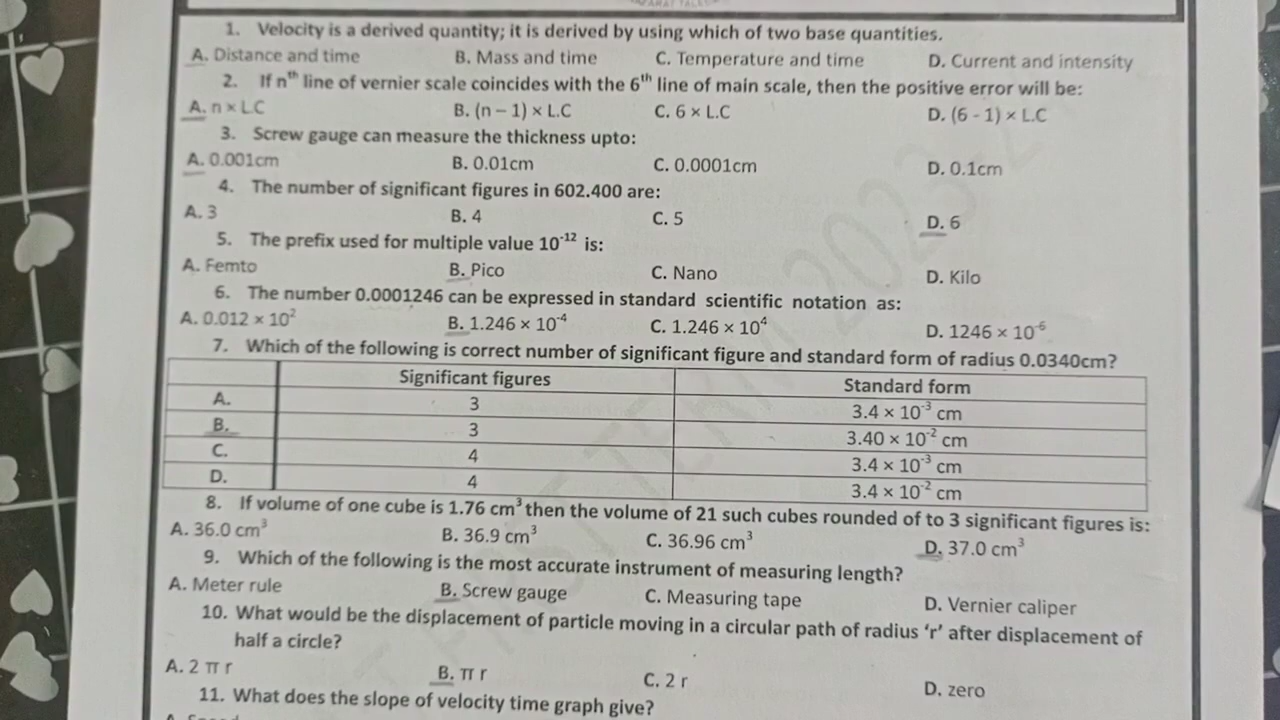 1. Velocity is a derived quantity; it is derived by using which of two base quantities.
A. Distance and time B. Mass and time C. Temperature and time D. Current and intensity
2. If nᵗʰ line of vernier scale coincides with the 6ᵗʰ line of main scale, then the positive error will be:
A. n × L.C B. (n – 1) × L.C C. 6 × L.C D. (6 - 1) × L.C
3. Screw gauge can measure the thickness upto:
A. 0.001cm B. 0.01cm C. 0.0001cm D. 0.1cm
4. The number of significant figures in 602.400 are:
A. 3 B. 4 C. 5 D. 6
5. The prefix used for multiple value 10⁻¹² is:
A. Femto B. Pico C. Nano D. Kilo
6. The number 0.0001246 can be expressed in standard scientific notation as:
A. 0.012 × 10² B. 1.246 × 10⁻⁴ C. 1.246 × 10⁴ D. 1246 × 10⁻⁶
7. Which of the following is correct number of significant figure and standard form of radius 0.0340cm?
Significant figures Standard form
A. 3 3.4 × 10⁻³ cm
B. 3 3.40 × 10⁻² cm
C. 4 3.4 × 10⁻³ cm
D. 4 3.4 × 10⁻² cm
8. If volume of one cube is 1.76 cm³ then the volume of 21 such cubes rounded of to 3 significant figures is:
A. 36.0 cm³ B. 36.9 cm³ C. 36.96 cm³ D. 37.0 cm³
9. Which of the following is the most accurate instrument of measuring length?
A. Meter rule B. Screw gauge C. Measuring tape D. Vernier caliper
10. What would be the displacement of particle moving in a circular path of radius 'r' after displacement of
half a circle?
A. 2 π r B. π r C. 2 r D. zero
11. What does the slope of velocity time graph give?